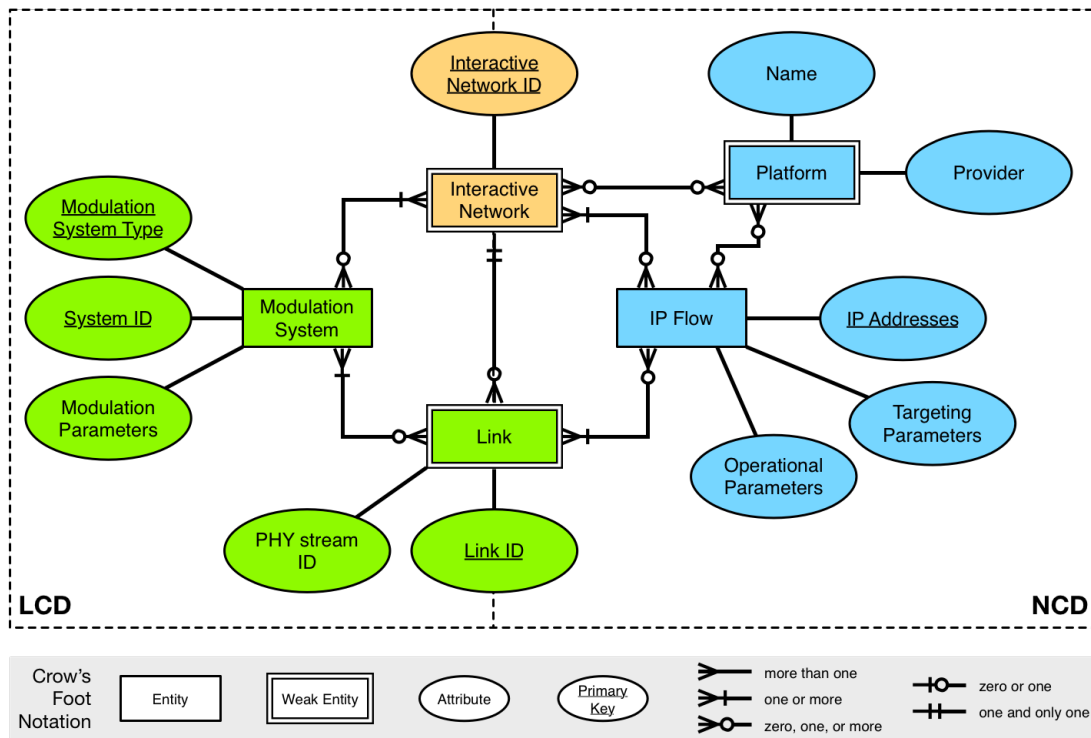 Interactive
Network ID
Name
Interactive
Network
Platform
Provider
Modulation
System Type
System ID
Modulation
System
IP Flow
IP Addresses
Modulation
Parameters
Link
Targeting
Parameters
Operational
Parameters
PHY stream
ID
Link ID
LCD
NCD
Crow's
Foot
Notation
Entity
Weak Entity
Attribute
Primary
Key
more than one
one or more
zero, one, or more
zero or one
one and only one